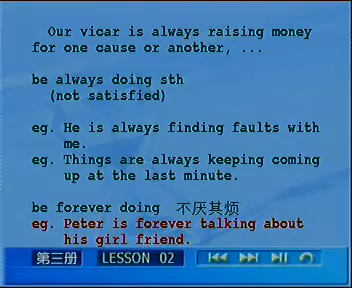 Our vicar is always raising money
for one cause or another, ...
be always doing sth
(not satisfied)
eg. He is always finding faults with
me.
eg. Things are always keeping coming
up at the last minute.
be forever doing 不厌其烦
eg. Peter is forever talking about
his girl friend.
第三册 LESSON 02